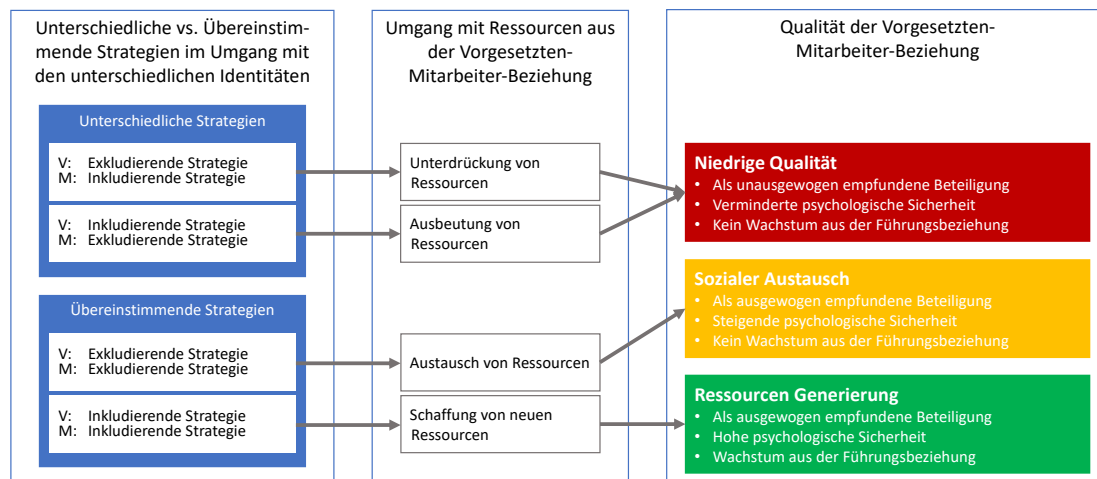 Unterschiedliche vs. Übereinstim-
mende Strategien im Umgang mit
den unterschiedlichen Identitäten
Unterschiedliche Strategien
V: Exkludierende Strategie
M: Inkludierende Strategie
V: Inkludierende Strategie
M: Exkludierende Strategie
Übereinstimmende Strategien
V: Exkludierende Strategie
M: Exkludierende Strategie
V: Inkludierende Strategie
M: Inkludierende Strategie
Umgang mit Ressourcen aus
der Vorgesetzten-
Mitarbeiter-Beziehung
Unterdrückung von
Ressourcen
Ausbeutung von
Ressourcen
Austausch von Ressourcen
Schaffung von neuen
Ressourcen
Qualität der Vorgesetzten-
Mitarbeiter-Beziehung
Niedrige Qualität
• Als unausgewogen empfundene Beteiligung
• Verminderte psychologische Sicherheit
• Kein Wachstum aus der Führungsbeziehung
Sozialer Austausch
• Als ausgewogen empfundene Beteiligung
• Steigende psychologische Sicherheit
• Kein Wachstum aus der Führungsbeziehung
Ressourcen Generierung
• Als ausgewogen empfundene Beteiligung
• Hohe psychologische Sicherheit
• Wachstum aus der Führungsbeziehung